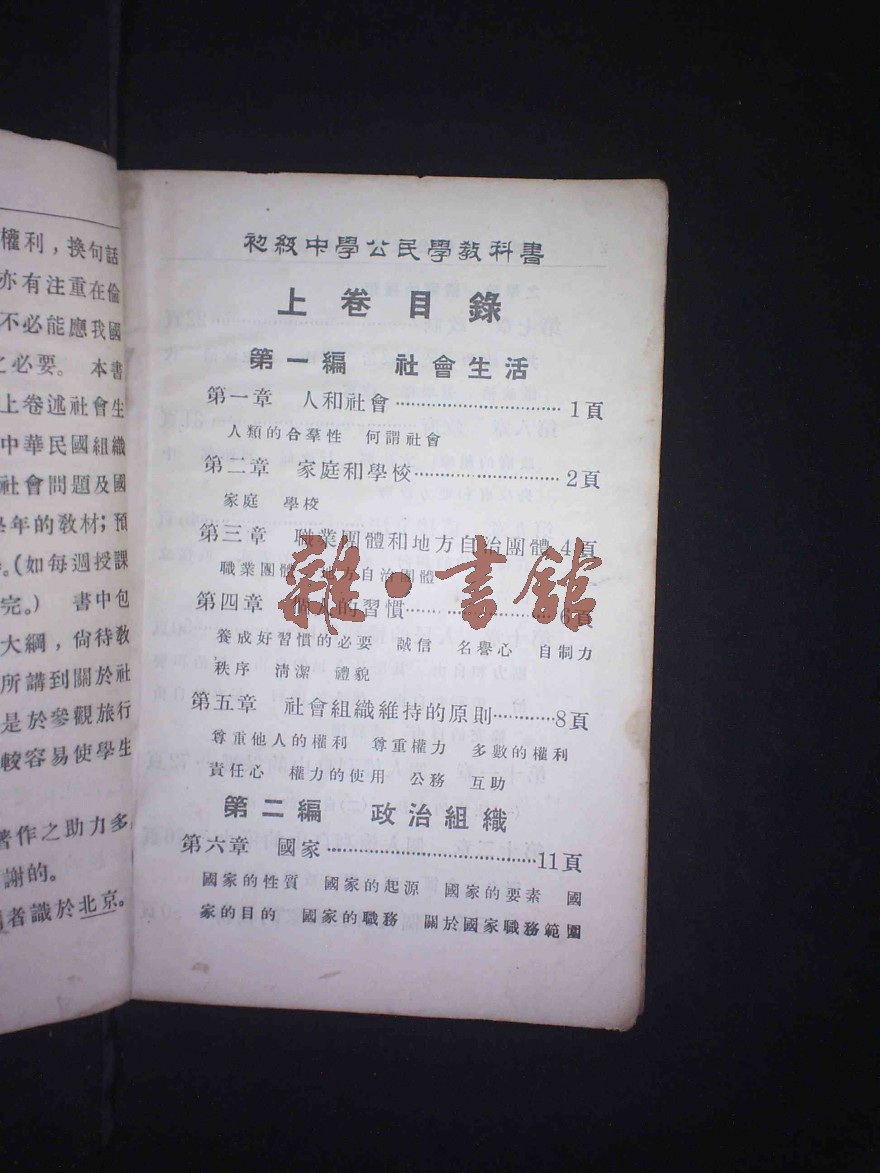 權利，換句話
亦有注重在倫
不必能應我國
之必要。 本書
上卷述社會生
中華民國組織
社會問題及國
學年的教材；預
。（如每週授課
完。） 書中包
大綱，尙待敎
所講到關於社
是於參觀旅行
較容易使學生
著作之助力多
謝的。
者識於北京。
初級中學公民學敎科書
上卷目錄
第一編 社會生活
第一章 人和社會……………………1頁
人類的合羣性 何謂社會
第二章 家庭和學校…………………2頁
家庭 學校
第三章 職業團體和地方自治團體 4頁
職業團體 地方自治團體
第四章 個人的習慣…………………6頁
養成好習慣的必要 誠信 名譽心 自制力
秩序 清潔 禮貌
第五章 社會組織維持的原則………8頁
尊重他人的權利 尊重權力 多數的權利
責任心 權力的使用 公務 互助
第二編 政治組織
第六章 國家…………………………11頁
國家的性質 國家的起源 國家的要素 國
家的目的 國家的職務 關於國家職務範圍
雜·書館